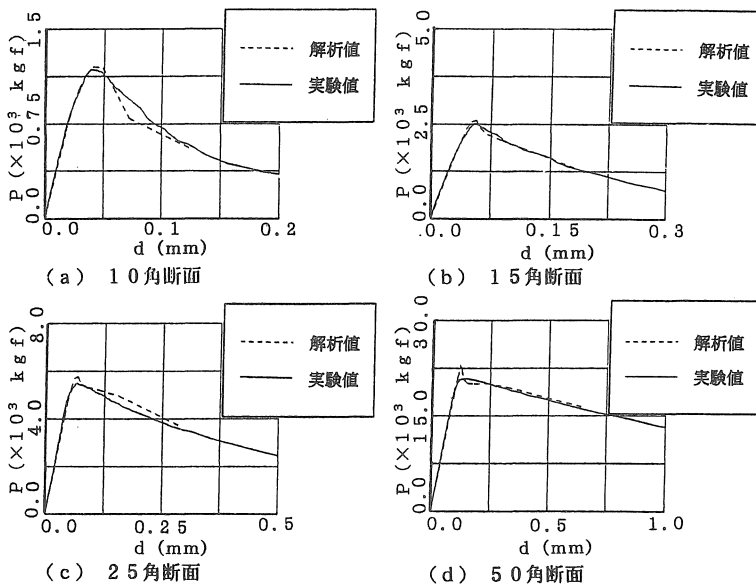 1.5
0.75
0.0
P (×10³ kgf)
解析値
実験値
0.0 0.1 0.2
d (mm)
(a) 10角断面
5.0
2.5
0.0
P (×10³ kgf)
解析値
実験値
0.0 0.15 0.3
d (mm)
(b) 15角断面
8.0
4.0
0.0
P (×10³ kgf)
解析値
実験値
0.0 0.25 0.5
d (mm)
(c) 25角断面
30.0
15.0
0.0
P (×10³ kgf)
解析値
実験値
0.0 0.5 1.0
d (mm)
(d) 50角断面